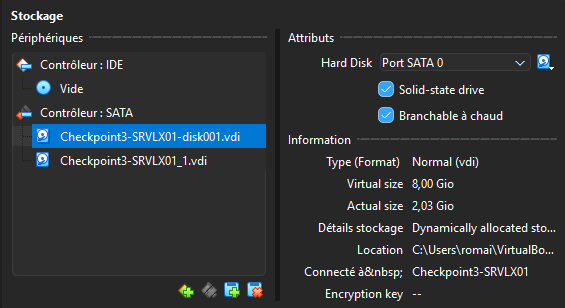 Stockage
Périphériques
Contrôleur : IDE
Vide
Contrôleur : SATA
Checkpoint3-SRVLX01-disk001.vdi
Checkpoint3-SRVLX01_1.vdi
Attributs
Hard Disk Port SATA 0
Solid-state drive
Branchable à chaud
Information
Type (Format) Normal (vdi)
Virtual size 8,00 Gio
Actual size 2,03 Gio
Détails stockage Dynamically allocated sto...
Location C:\Users\romai/VirtualBo...
Connecté à&nbsp; Checkpoint3-SRVLX01
Encryption key --